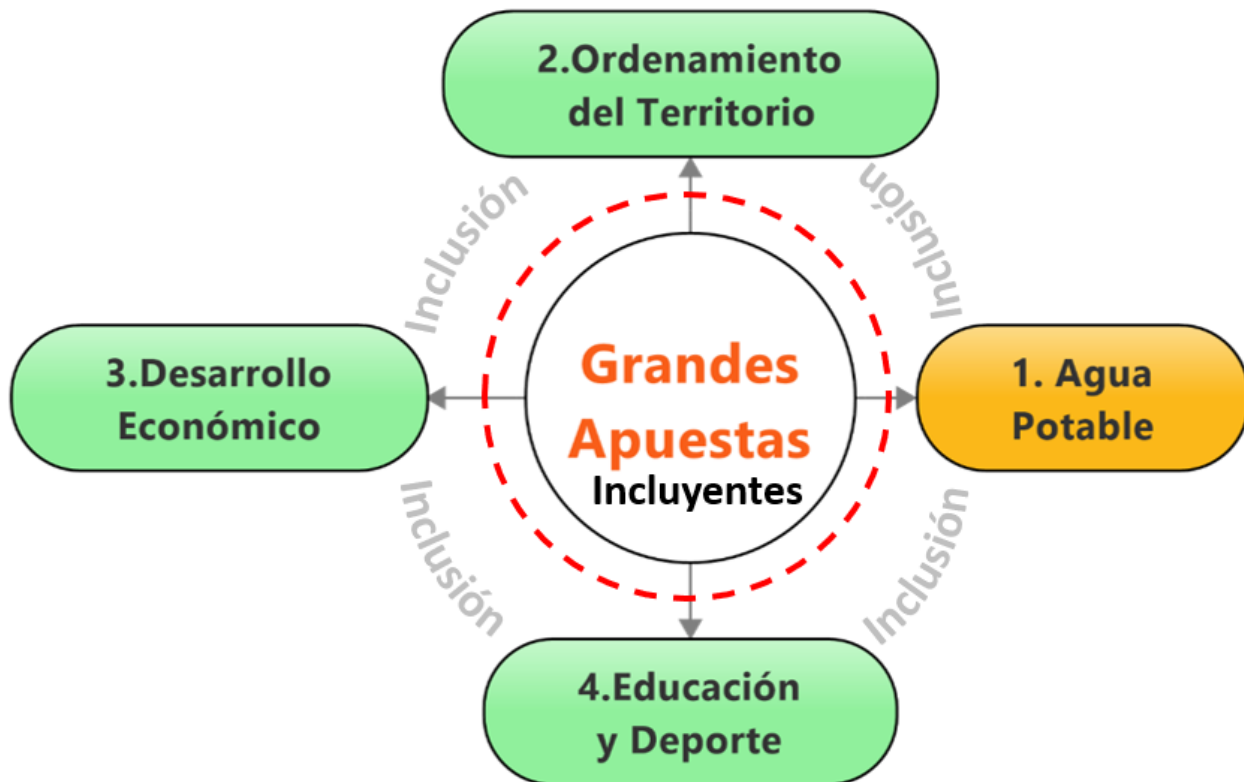 2.Ordenamiento
del Territorio
Inclusión
Inclusión
3.Desarrollo
Económico
Grandes
Apuestas
Incluyentes
1. Agua
Potable
Inclusión
Inclusión
4.Educación
y Deporte